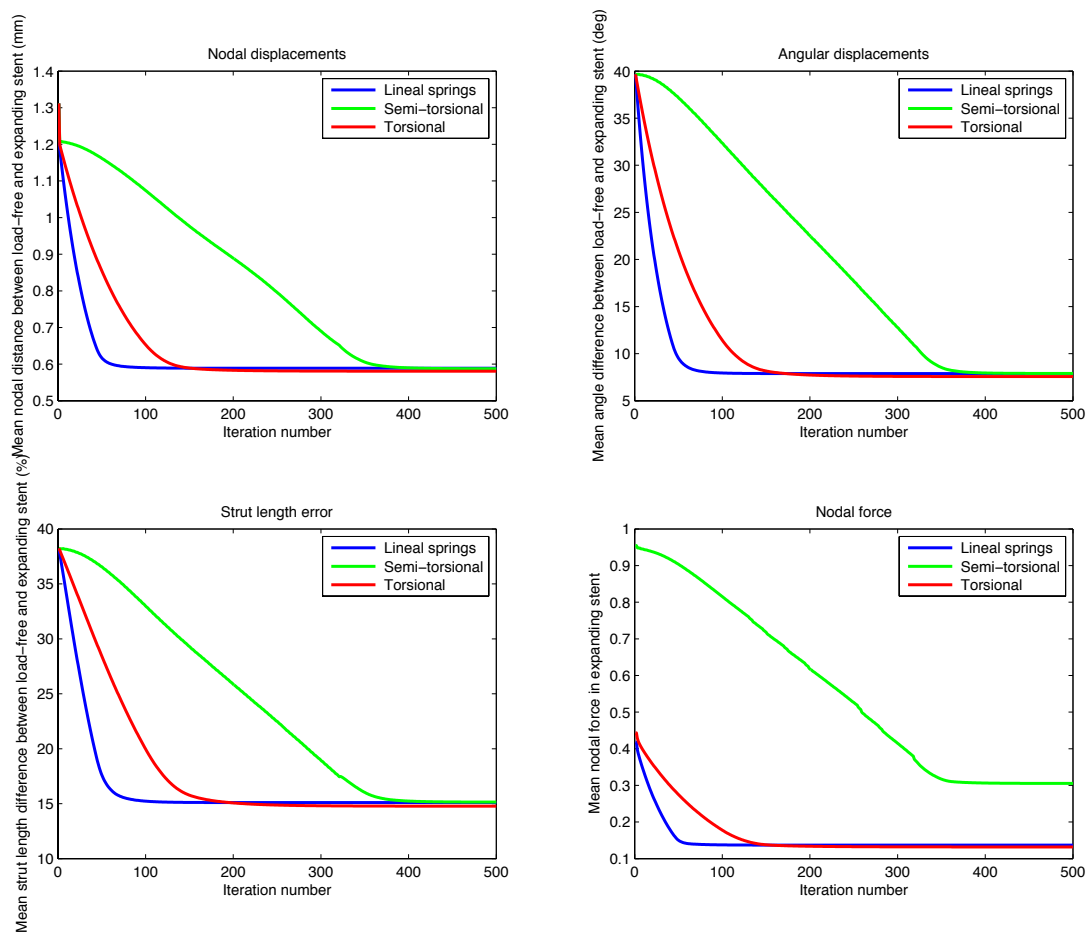 Nodal displacements
Mean nodal distance between load−free and expanding stent (mm)
1.4
1.3
1.2
1.1
1
0.9
0.8
0.7
0.6
0.5
0
100
200
300
400
500
Iteration number
Lineal springs
Semi−torsional
Torsional
Angular displacements
Mean angle difference between load−free and expanding stent (deg)
40
35
30
25
20
15
10
5
0
100
200
300
400
500
Iteration number
Lineal springs
Semi−torsional
Torsional
Strut length error
Mean strut length difference between load−free and expanding stent (%)
40
35
30
25
20
15
10
0
100
200
300
400
500
Iteration number
Lineal springs
Semi−torsional
Torsional
Nodal force
Mean nodal force in expanding stent
1
0.9
0.8
0.7
0.6
0.5
0.4
0.3
0.2
0.1
0
100
200
300
400
500
Iteration number
Lineal springs
Semi−torsional
Torsional